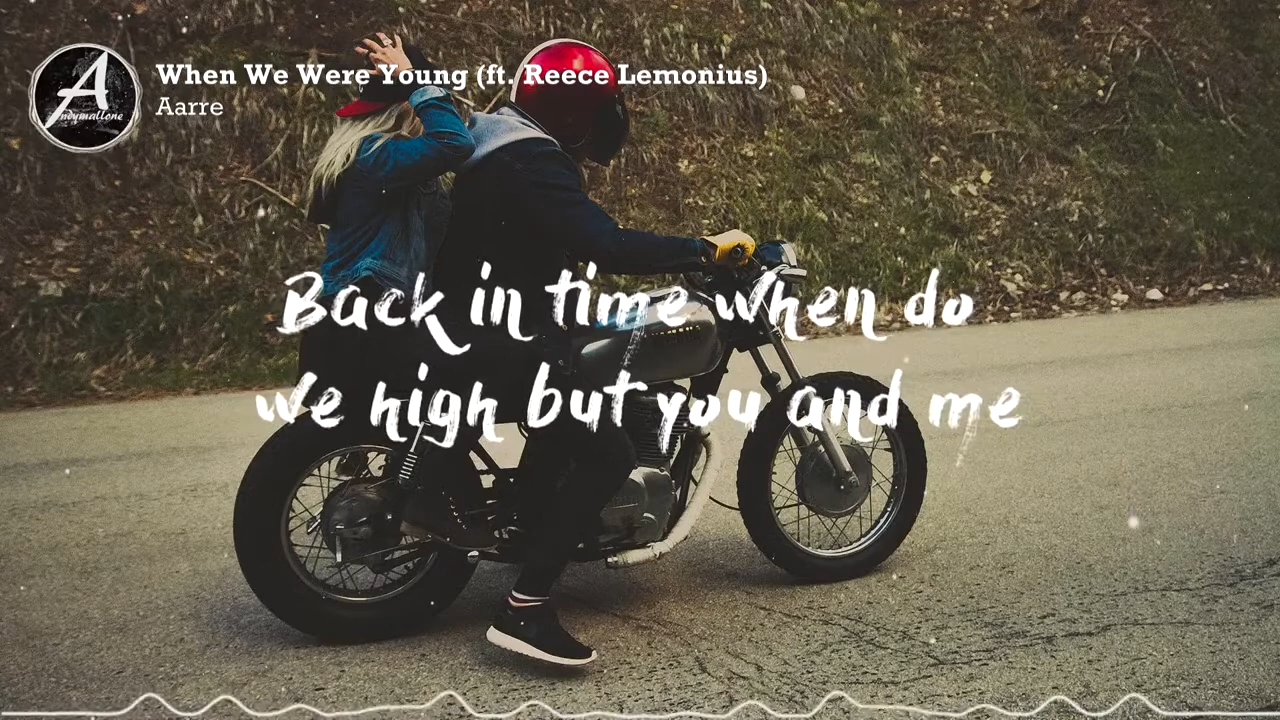 When We Were Young (ft. Reece Lemonius)
Aarre
A
ndymallone
Back in time when do
we high but you and me